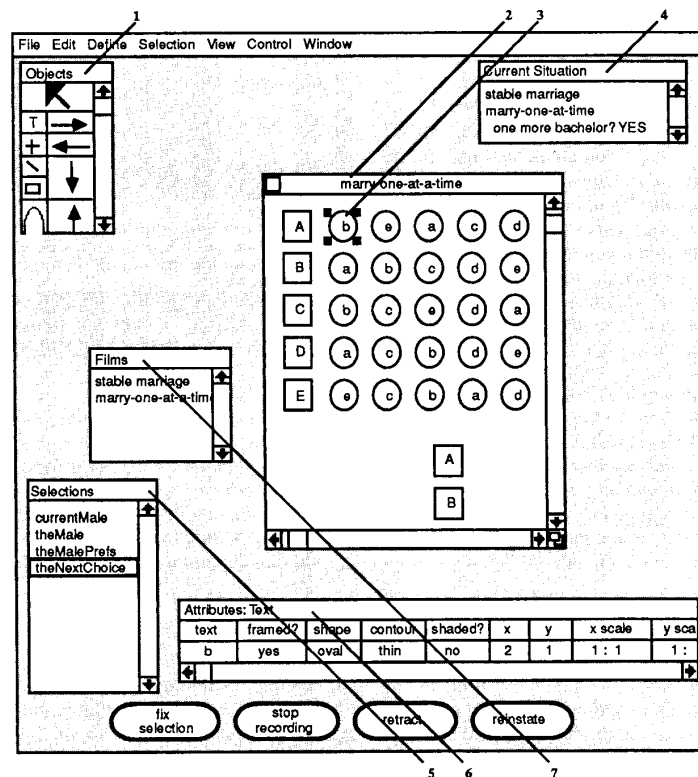 1 2 3 4
File Edit Define Selection View Control Window
Objects
T
Current Situation
stable marriage
marry-one-at-time
one more bachelor? YES
marry-one-at-a-time
A b e a c d
B a b c d e
C b c e d a
D a c b d e
E e c b a d
A
B
Films
stable marriage
marry-one-at-a-time
Selections
currentMale
theMale
theMalePrefs
theNextChoice
Attributes: Text
text framed? shape contour shaded? x y x scale y sca
b yes oval thin no 2 1 1 : 1 1 :
fix selection
stop recording
retract
reinstate
5 6 7